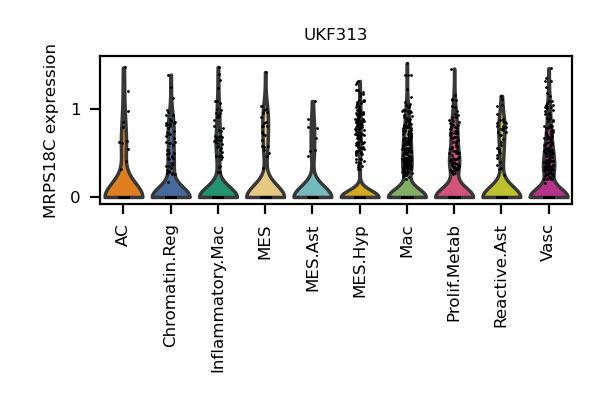 UKF313
MRPS18C expression
1
0
AC
Chromatin.Reg
Inflammatory.Mac
MES
MES.Ast
MES.Hyp
Mac
Prolif.Metab
Reactive.Ast
Vasc